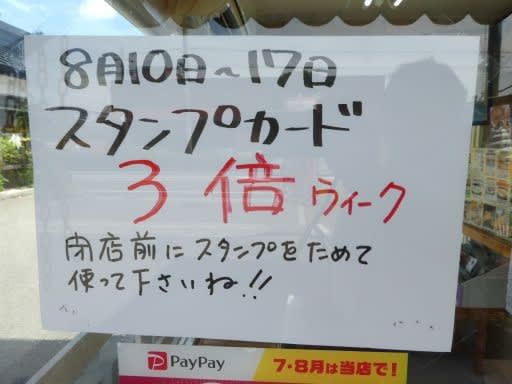 8月10日~17日
スタンプカード
3倍ウィーク
閉店前にスタンプをためて
使って下さいね!!
PayPay
7・8月は当店で!